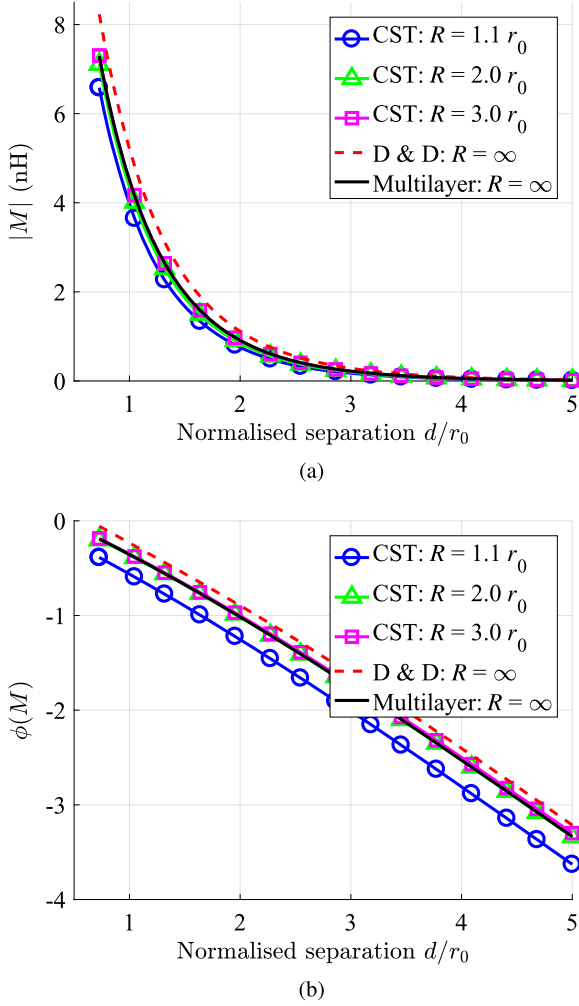 8
6
4
2
0
|M| (nH)
CST: R = 1.1 r₀
CST: R = 2.0 r₀
CST: R = 3.0 r₀
D & D: R = ∞
Multilayer: R = ∞
1 2 3 4 5
Normalised separation d/r₀
(a)
0
-1
-2
-3
-4
ϕ(M)
CST: R = 1.1 r₀
CST: R = 2.0 r₀
CST: R = 3.0 r₀
D & D: R = ∞
Multilayer: R = ∞
1 2 3 4 5
Normalised separation d/r₀
(b)